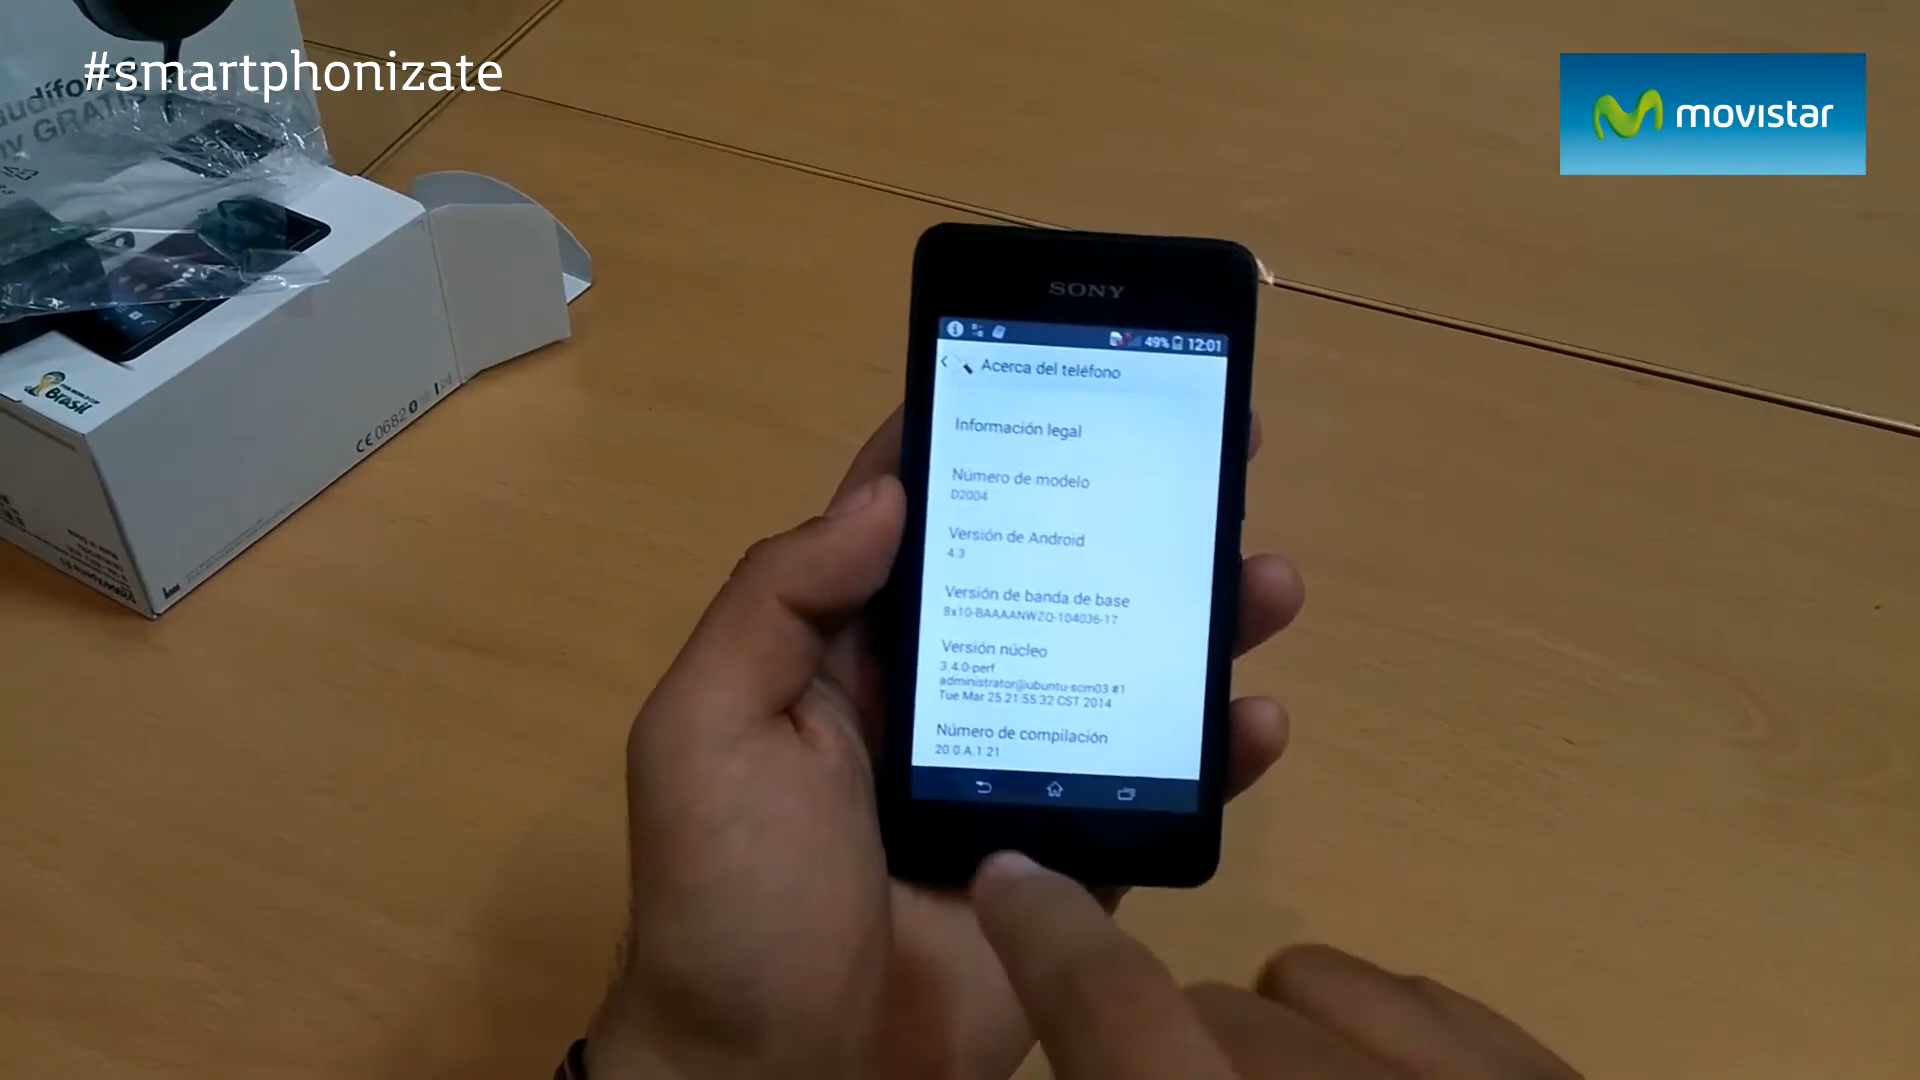 #smartphonizate
movistar
audífonos
ny GRATIS
Brasil
CE 0682
SONY
49% 12:01
Acerca del teléfono
Información legal
Número de modelo
D2004
Versión de Android
4.3
Versión de banda de base
8x10-BAAAANWZQ-104036-17
Versión núcleo
3.4.0-perf
administrator@ubuntu-scm03 #1
Tue Mar 25 21:55:32 CST 2014
Número de compilación
20.0.A.1.21